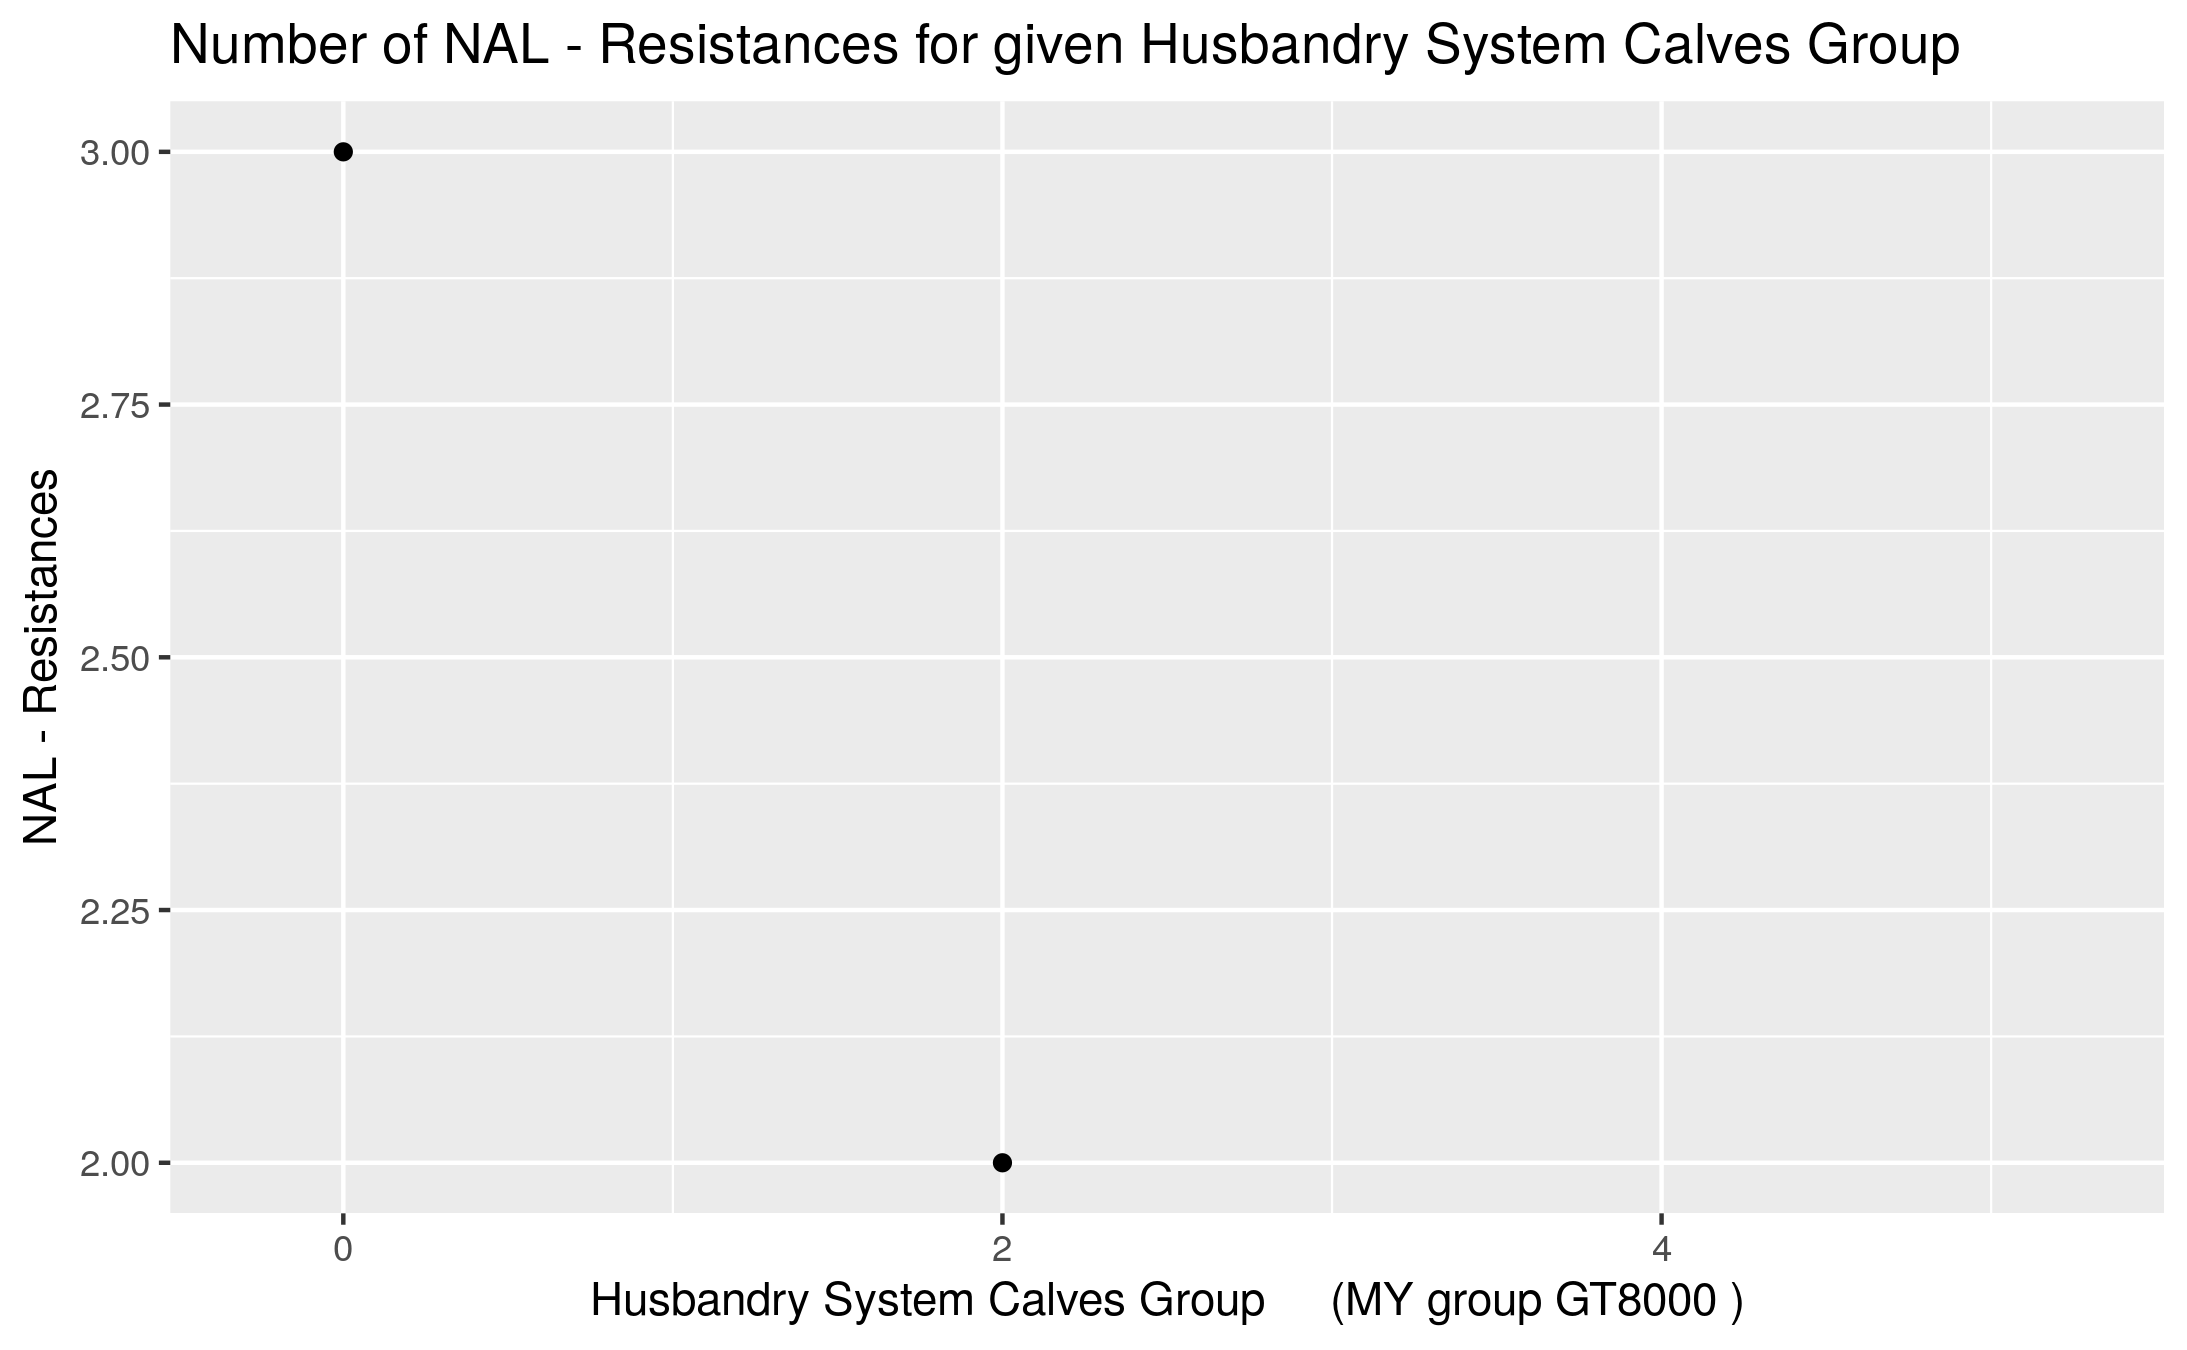 Number of NAL - Resistances for given Husbandry System Calves Group
3.00
2.75
2.50
2.25
2.00
NAL - Resistances
0 2 4
Husbandry System Calves Group (MY group GT8000 )